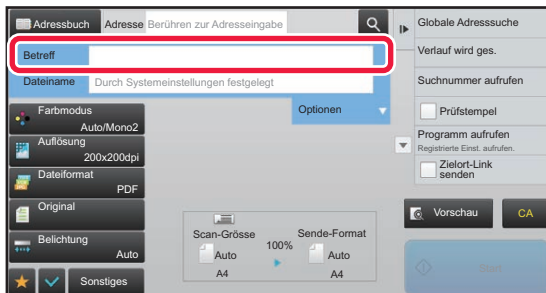 Adressbuch
Adresse
Berühren zur Adresseingabe
Betreff
Dateiname
Durch Systemeinstellungen festgelegt
Farbmodus
Auto/Mono2
Auflösung
200x200dpi
Dateiformat
PDF
Original
Belichtung
Auto
Sonstiges
Optionen
Scan-Grösse
Auto
A4
100%
Sende-Format
Auto
A4
Globale Adresssuche
Verlauf wird ges.
Suchnummer aufrufen
Prüfstempel
Programm aufrufen
Registrierte Einst. aufrufen.
Zielort-Link
senden
Vorschau
CA
Start